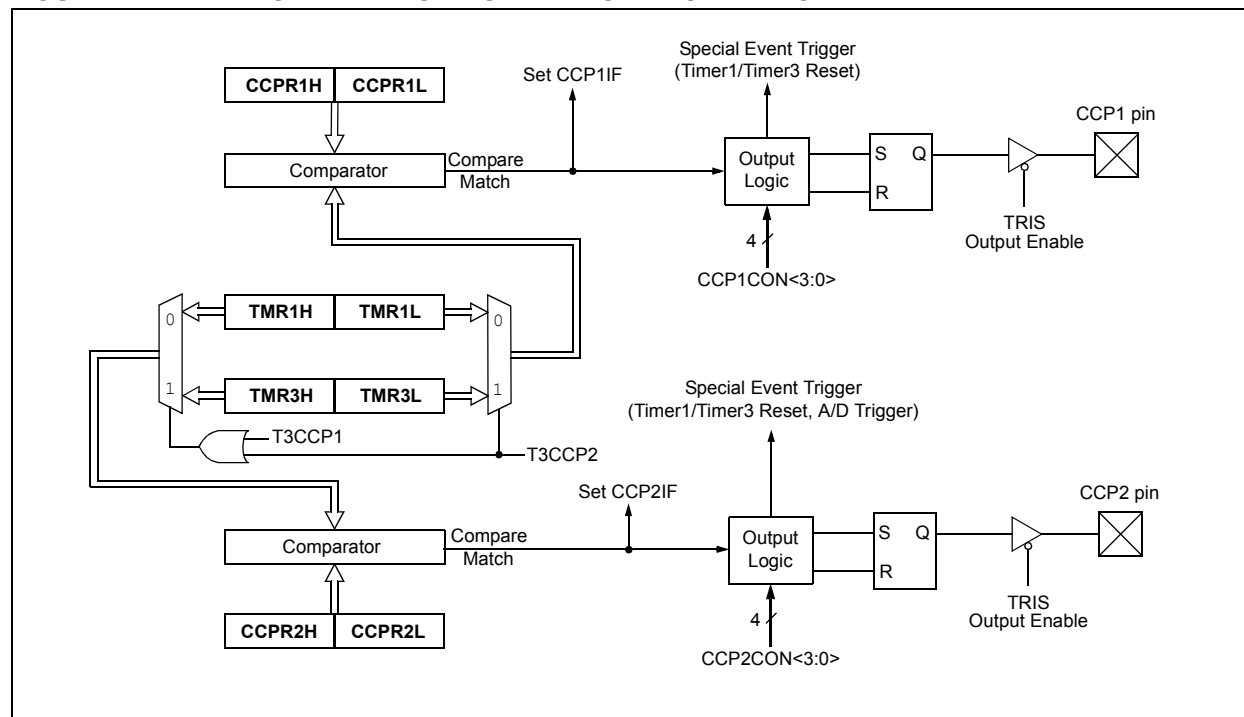 CCPR1H CCPR1L
Comparator
Compare
Match
Set CCP1IF
Special Event Trigger
(Timer1/Timer3 Reset)
Output
Logic
S Q
R
CCP1 pin
TRIS
Output Enable
4
CCP1CON<3:0>
0
1
TMR1H TMR1L
TMR3H TMR3L
0
1
T3CCP1
T3CCP2
Special Event Trigger
(Timer1/Timer3 Reset, A/D Trigger)
Set CCP2IF
Comparator
Compare
Match
CCPR2H CCPR2L
Output
Logic
S Q
R
CCP2 pin
TRIS
Output Enable
4
CCP2CON<3:0>